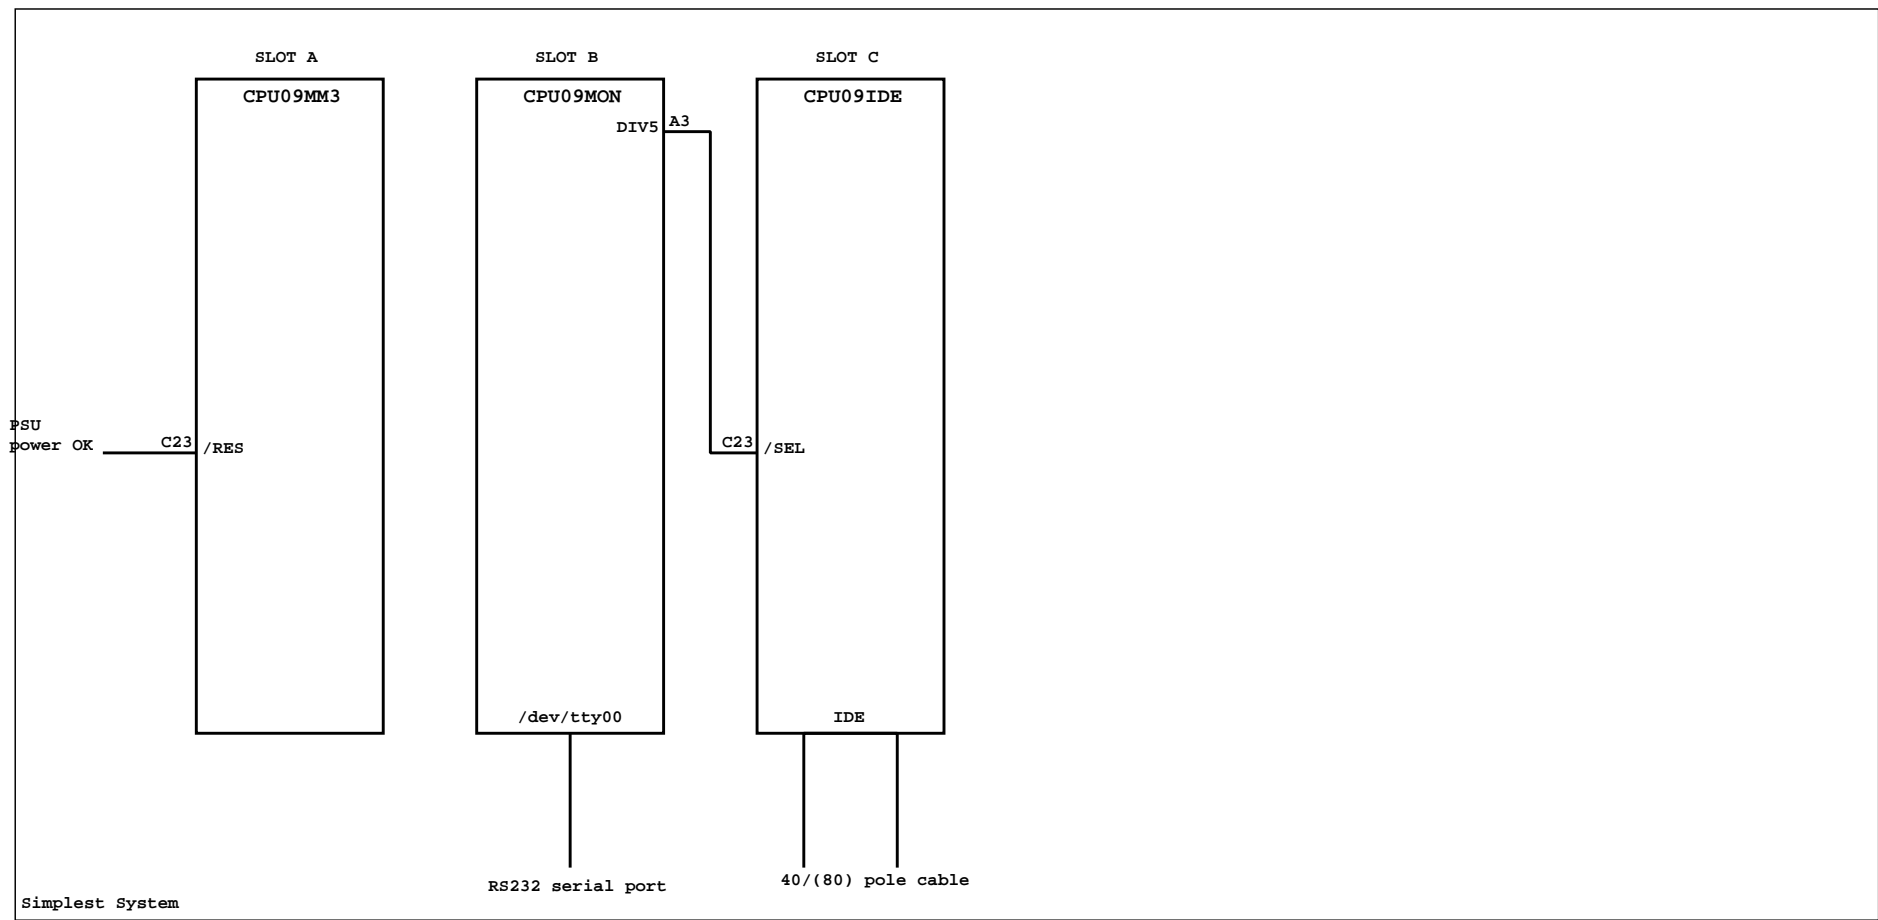 SLOT A
SLOT B
SLOT C
CPU09MM3
CPU09MON
CPU09IDE
DIV5
A3
PSU
power OK
C23
/RES
C23
/SEL
/dev/tty00
IDE
RS232 serial port
40/(80) pole cable
Simplest System